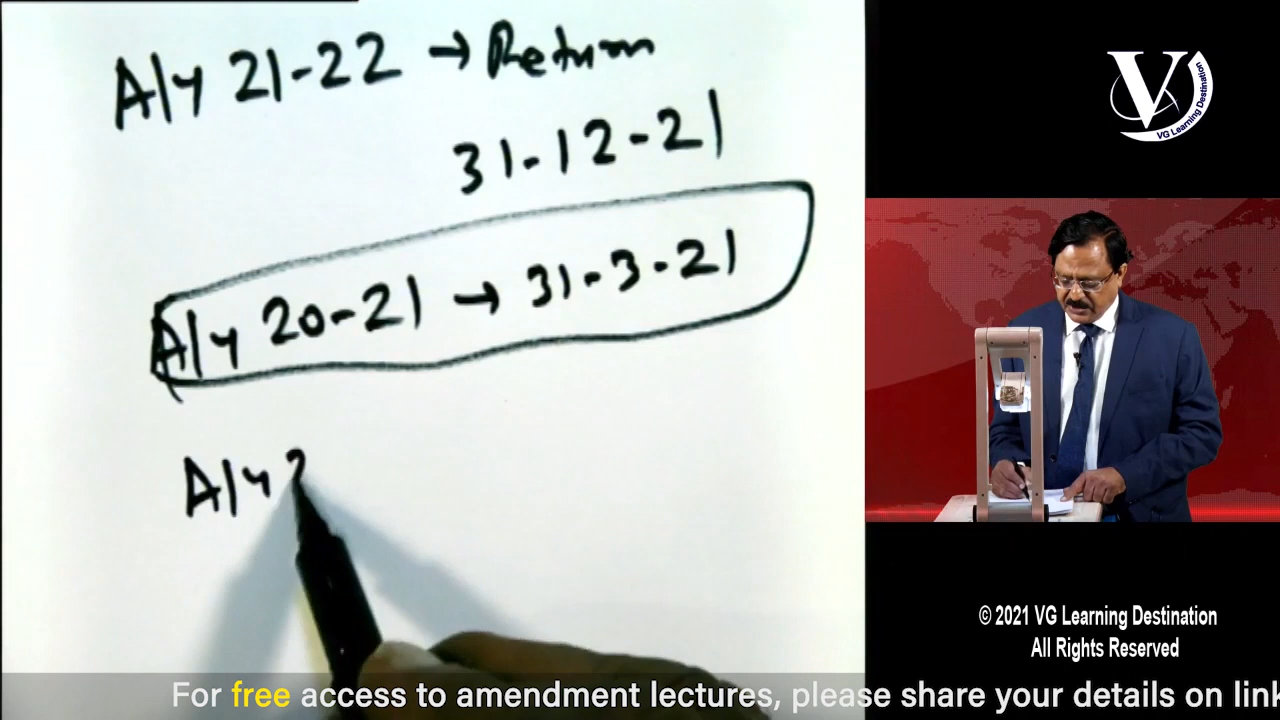 A/y 21-22 → Return
31-12-21
A/y 20-21 → 31-3-21
A/y 2
V
VG Learning Destination
© 2021 VG Learning Destination
All Rights Reserved
For free access to amendment lectures, please share your details on link